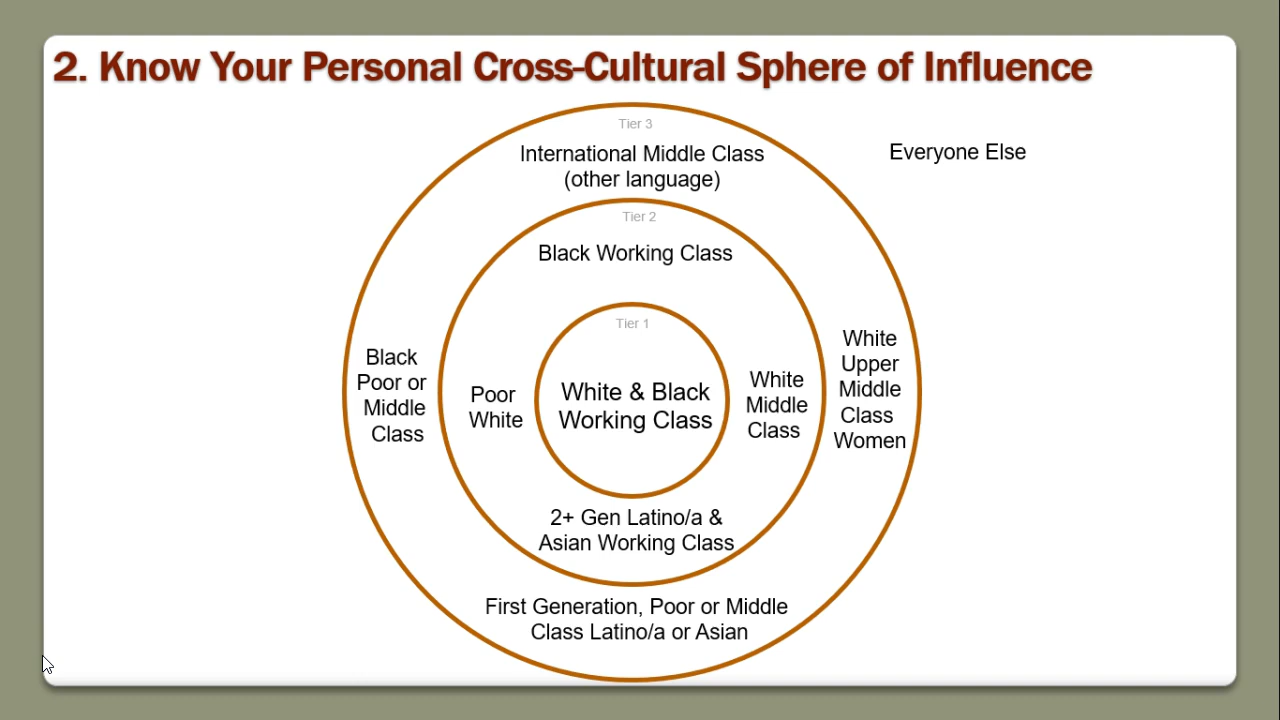 2. Know Your Personal Cross-Cultural Sphere of Influence
Tier 3
International Middle Class
(other language)
Everyone Else
Tier 2
Black Working Class
Tier 1
White & Black
Working Class
Black
Poor or
Middle
Class
Poor
White
White
Middle
Class
White
Upper
Middle
Class
Women
2+ Gen Latino/a &
Asian Working Class
First Generation, Poor or Middle
Class Latino/a or Asian